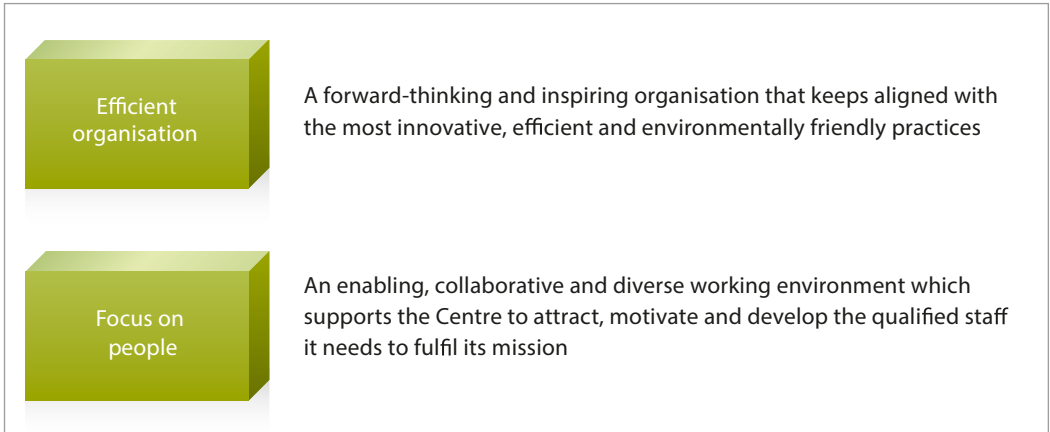 Efficient
organisation
A forward-thinking and inspiring organisation that keeps aligned with
the most innovative, efficient and environmentally friendly practices
Focus on
people
An enabling, collaborative and diverse working environment which
supports the Centre to attract, motivate and develop the qualified staff
it needs to fulfil its mission